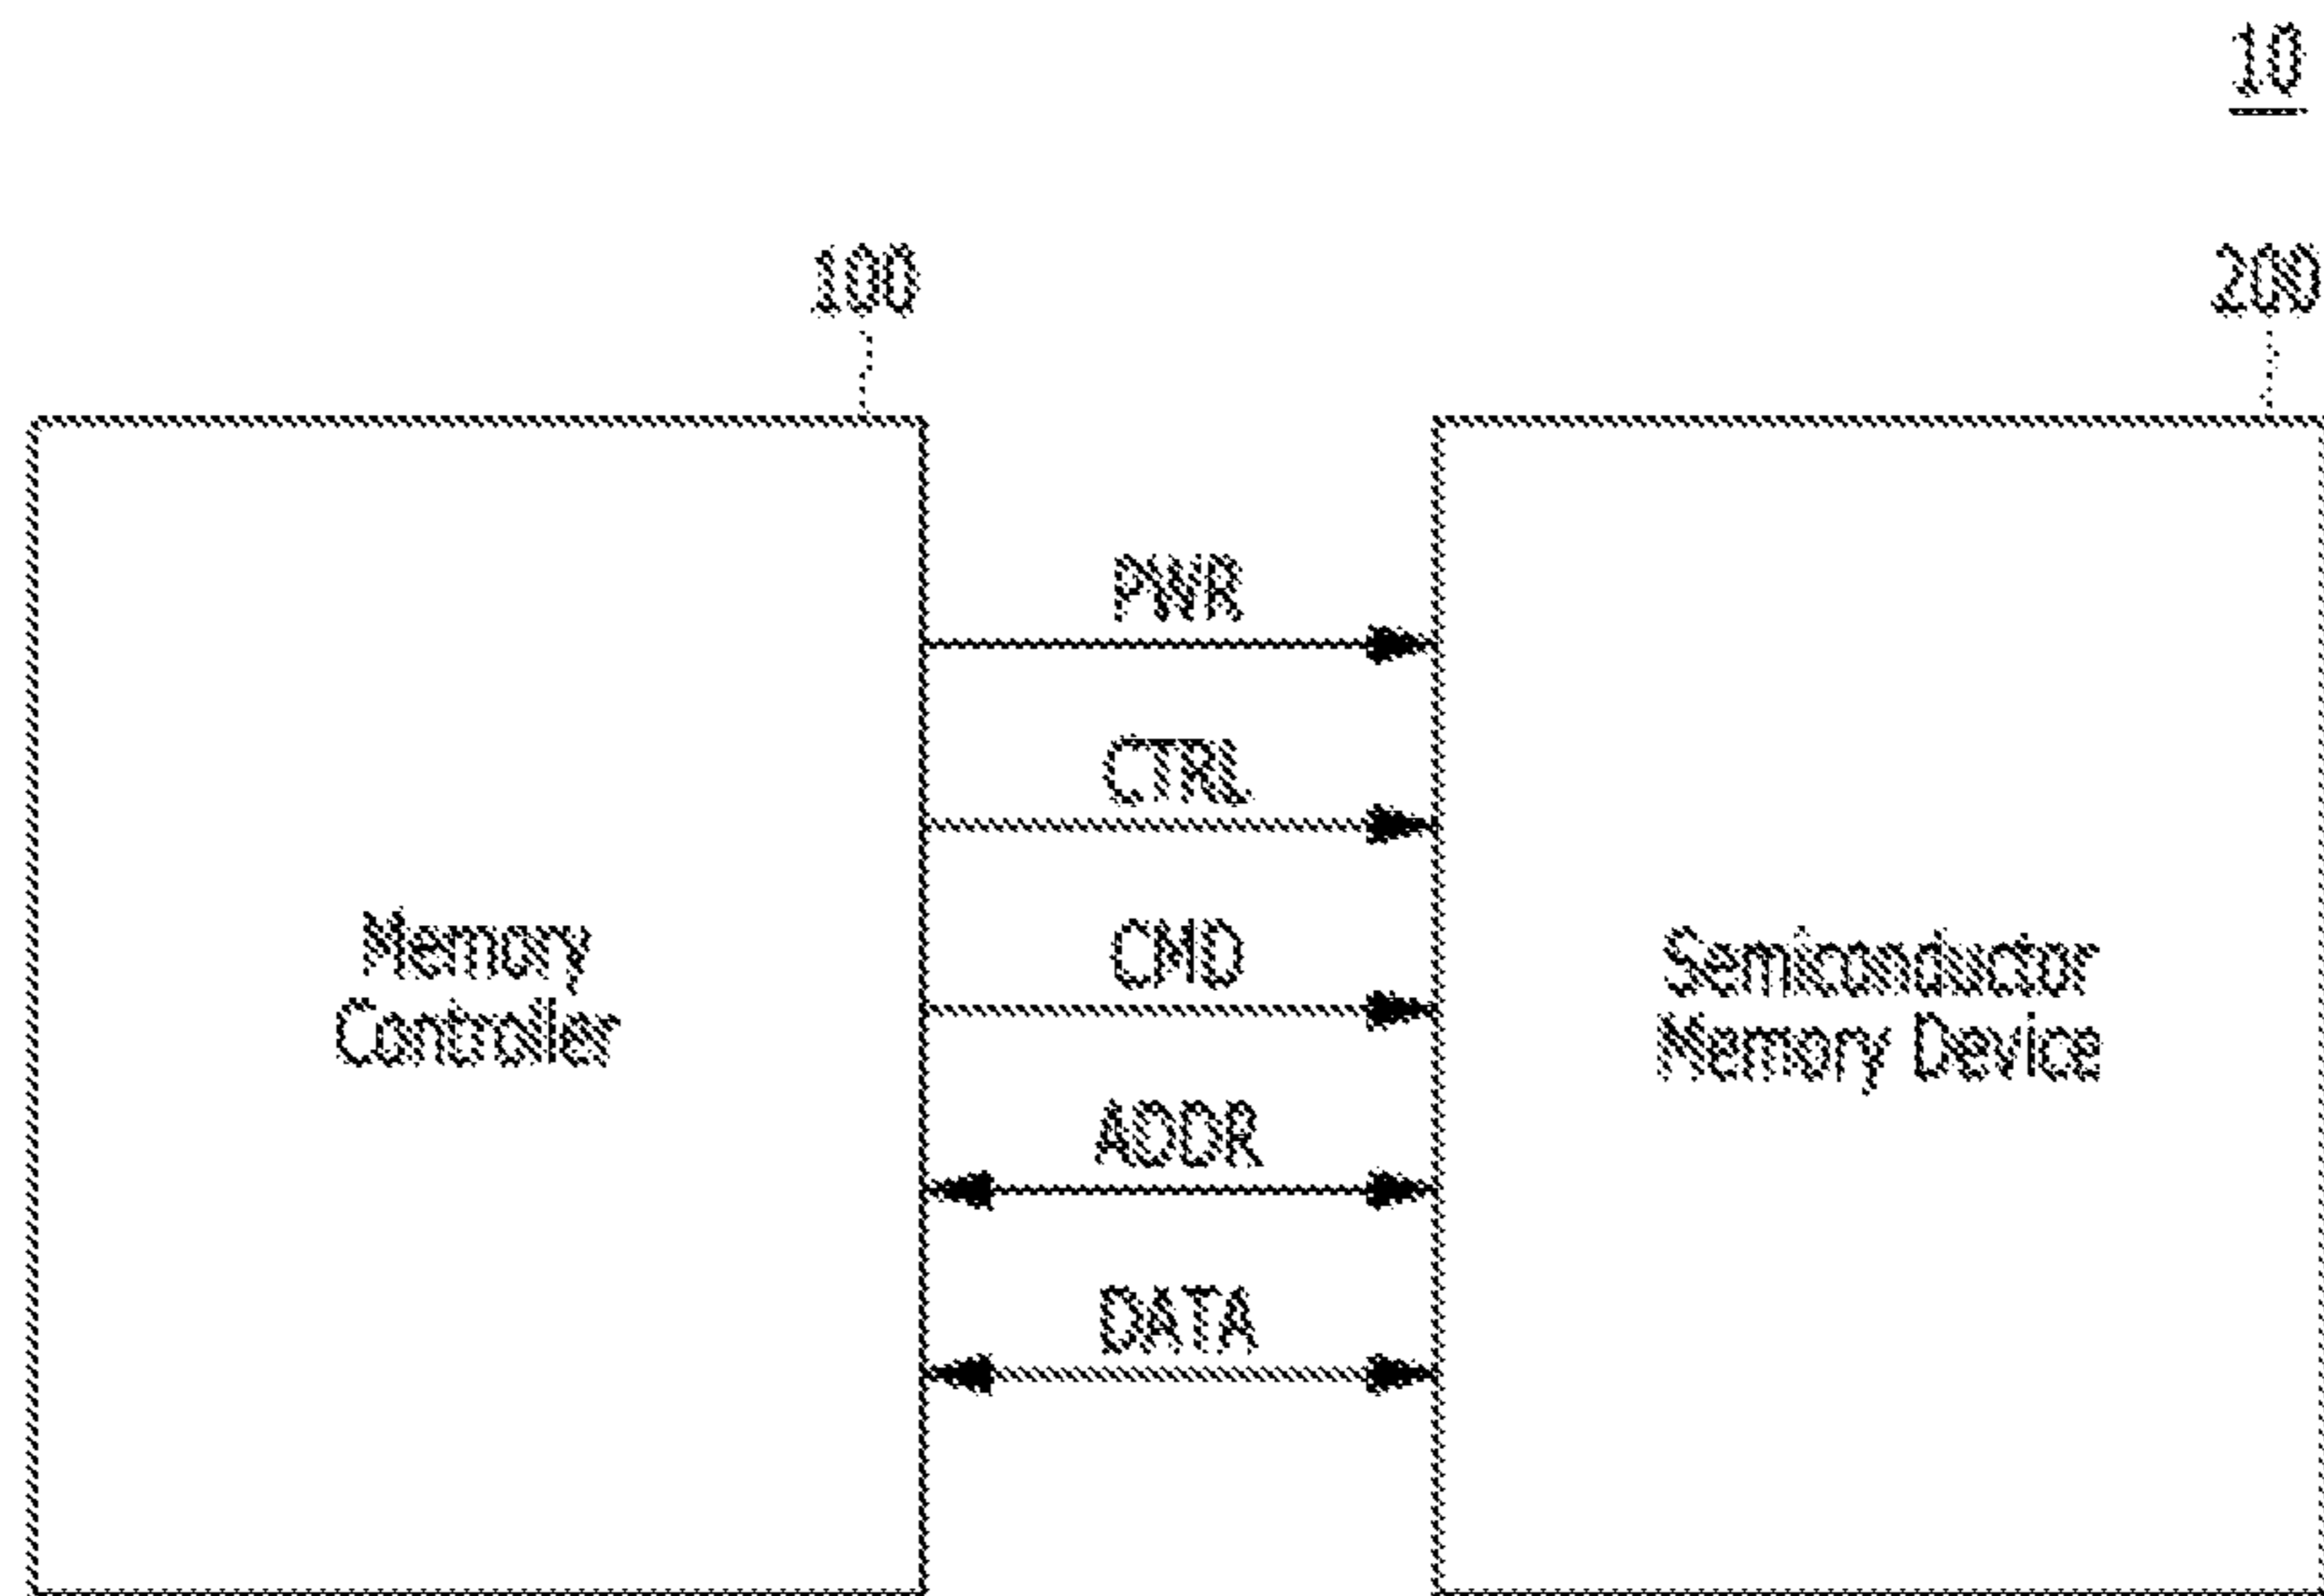 10
100
200
PWR
CTRL
CMD
ADDR
DATA
Memory
Controller
Semiconductor
Memory Device